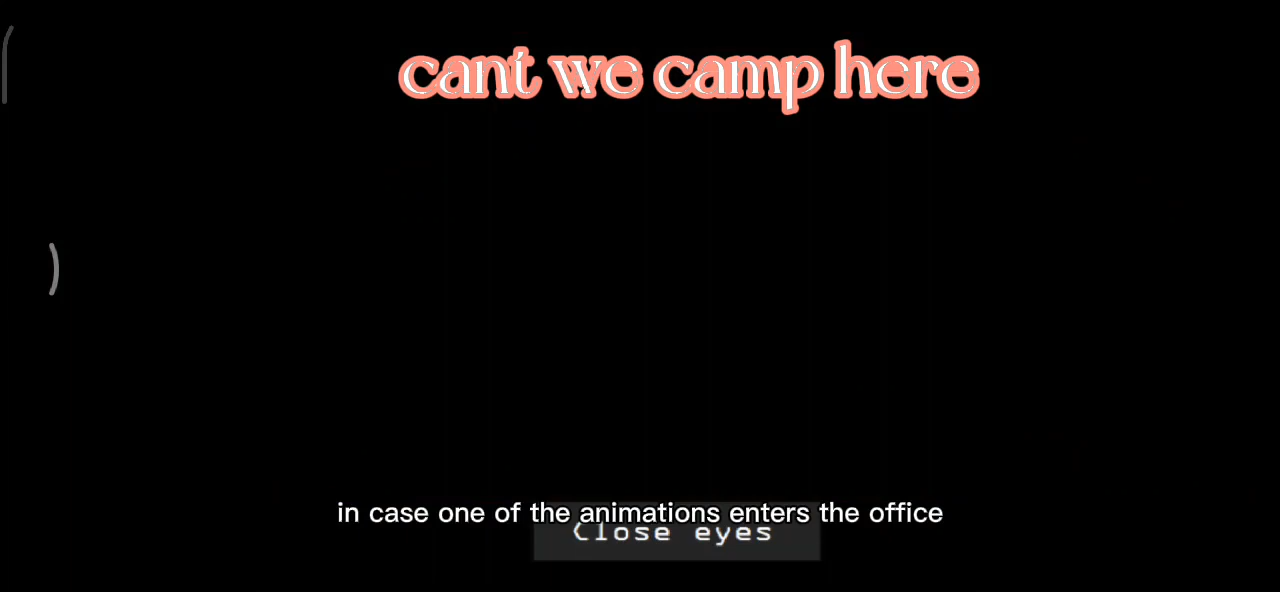 cant we camp here
in case one of the animations enters the office
Close eyes